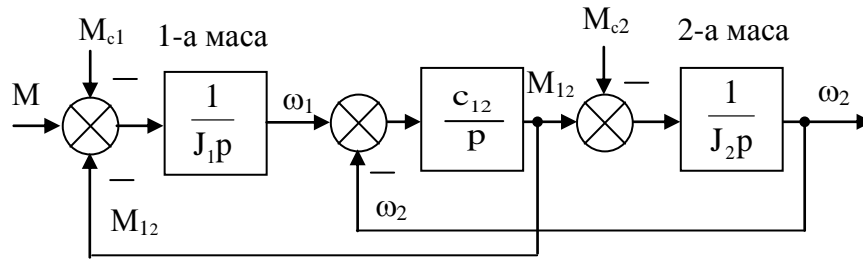 M_c1
1-а маса
M_c2
2-а маса
M
−
1
J_1p
ω_1
c_12
p
M_12
−
1
J_2p
ω_2
−
M_12
−
ω_2